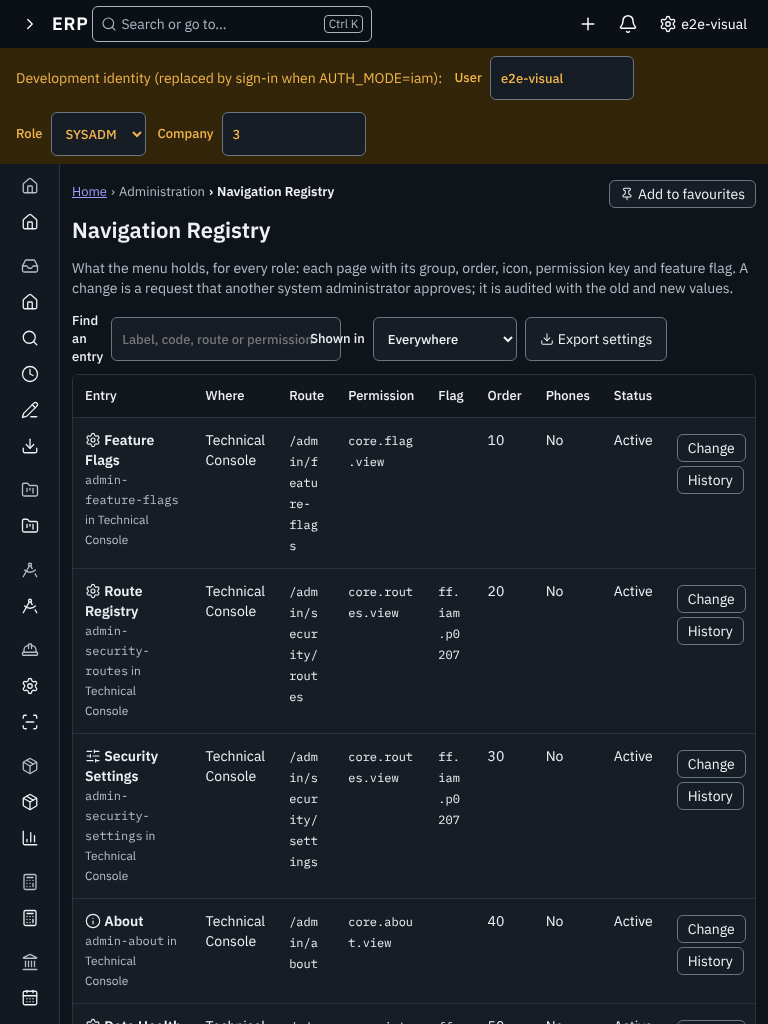 ERP
Search or go to...
Ctrl K
e2e-visual
Development identity (replaced by sign-in when AUTH_MODE=iam):
User
e2e-visual
Role
SYSADM
Company
3
Home › Administration › Navigation Registry
Add to favourites
Navigation Registry
What the menu holds, for every role: each page with its group, order, icon, permission key and feature flag. A
change is a request that another system administrator approves; it is audited with the old and new values.
Find
an
entry
Label, code, route or permission
Shown in
Everywhere
Export settings
Entry Where Route Permission Flag Order Phones Status
Feature
Flags
admin-
feature-flags
in Technical
Console
Technical
Console
/adm
in/f
eatu
re-
flag
s
core.flag
.view
10
No
Active
Change
History
Route
Registry
admin-
security-
routes in
Technical
Console
Technical
Console
/adm
in/s
ecur
ity/
rout
es
core.rout
es.view
ff.
iam
.p0
207
20
No
Active
Change
History
Security
Settings
admin-
security-
settings in
Technical
Console
Technical
Console
/adm
in/s
ecur
ity/
sett
ings
core.rout
es.view
ff.
iam
.p0
207
30
No
Active
Change
History
About
admin-about in
Technical
Console
Technical
Console
/adm
in/a
bout
core.abou
t.view
40
No
Active
Change
History